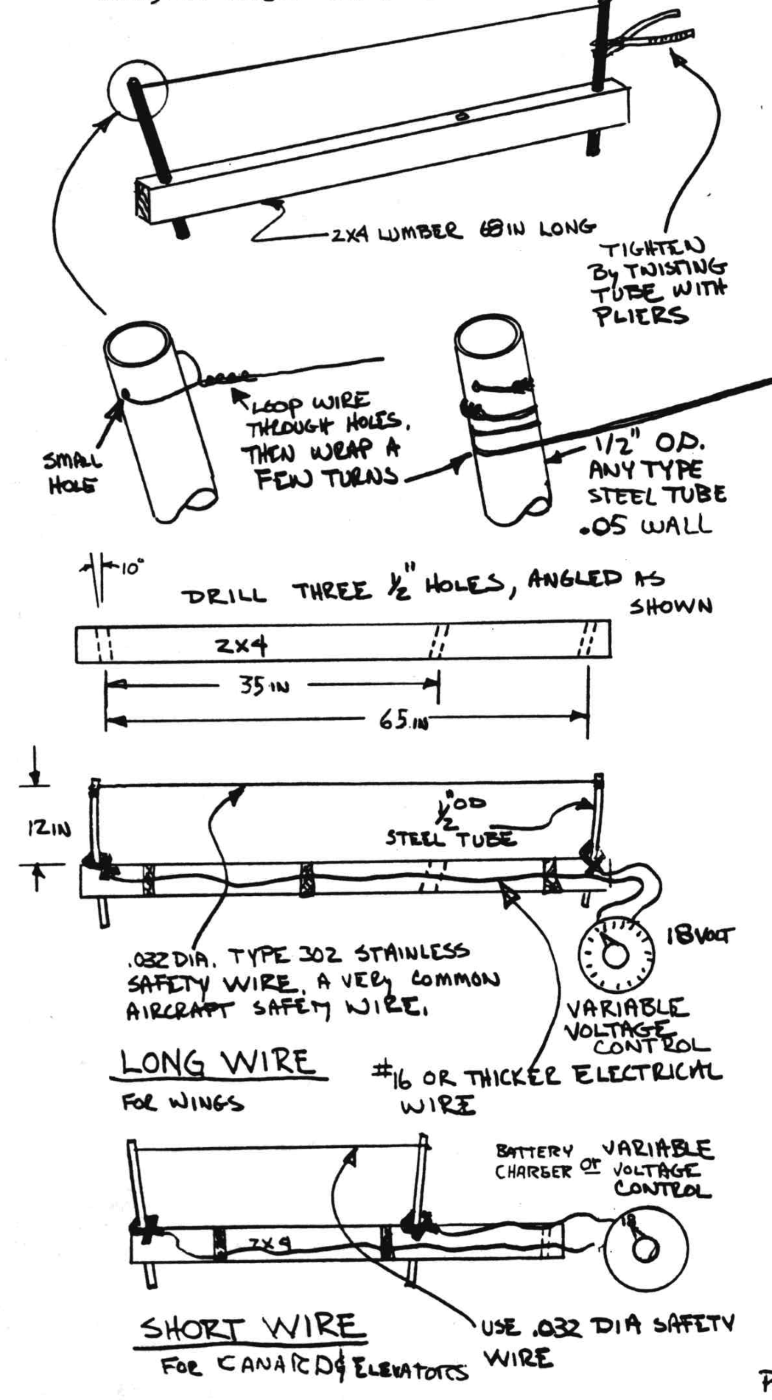 2X4 LUMBER 68 IN LONG
TIGHTEN
By TWISTING
TUBE WITH
PLIERS
SMALL
HOLE
LOOP WIRE
THROUGH HOLES,
THEN WRAP A
FEW TURNS
1/2" O.D.
ANY TYPE
STEEL TUBE
.05 WALL
10°
DRILL THREE 1/2" HOLES, ANGLED AS
SHOWN
2X4
35 IN
65 IN
12 IN
1/2" OD
STEEL TUBE
18 VOLT
.032 DIA. TYPE 302 STAINLESS
SAFETY WIRE. A VERY COMMON
AIRCRAFT SAFETY WIRE.
VARIABLE
VOLTAGE
CONTROL
LONG WIRE
FOR WINGS
#16 OR THICKER ELECTRICAL
WIRE
BATTERY
CHARGER or VARIABLE
VOLTAGE
CONTROL
18
2X4
SHORT WIRE
FOR CANARD & ELEVATORS
USE .032 DIA SAFETY
WIRE